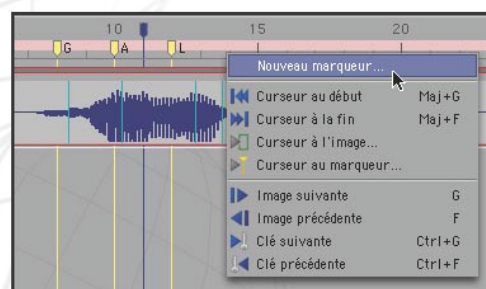 10 15 20
G A L
Nouveau marqueur...
Curseur au début Maj+G
Curseur à la fin Maj+F
Curseur à l'image...
Curseur au marqueur...
Image suivante G
Image précédente F
Clé suivante Ctrl+G
Clé précédente Ctrl+F